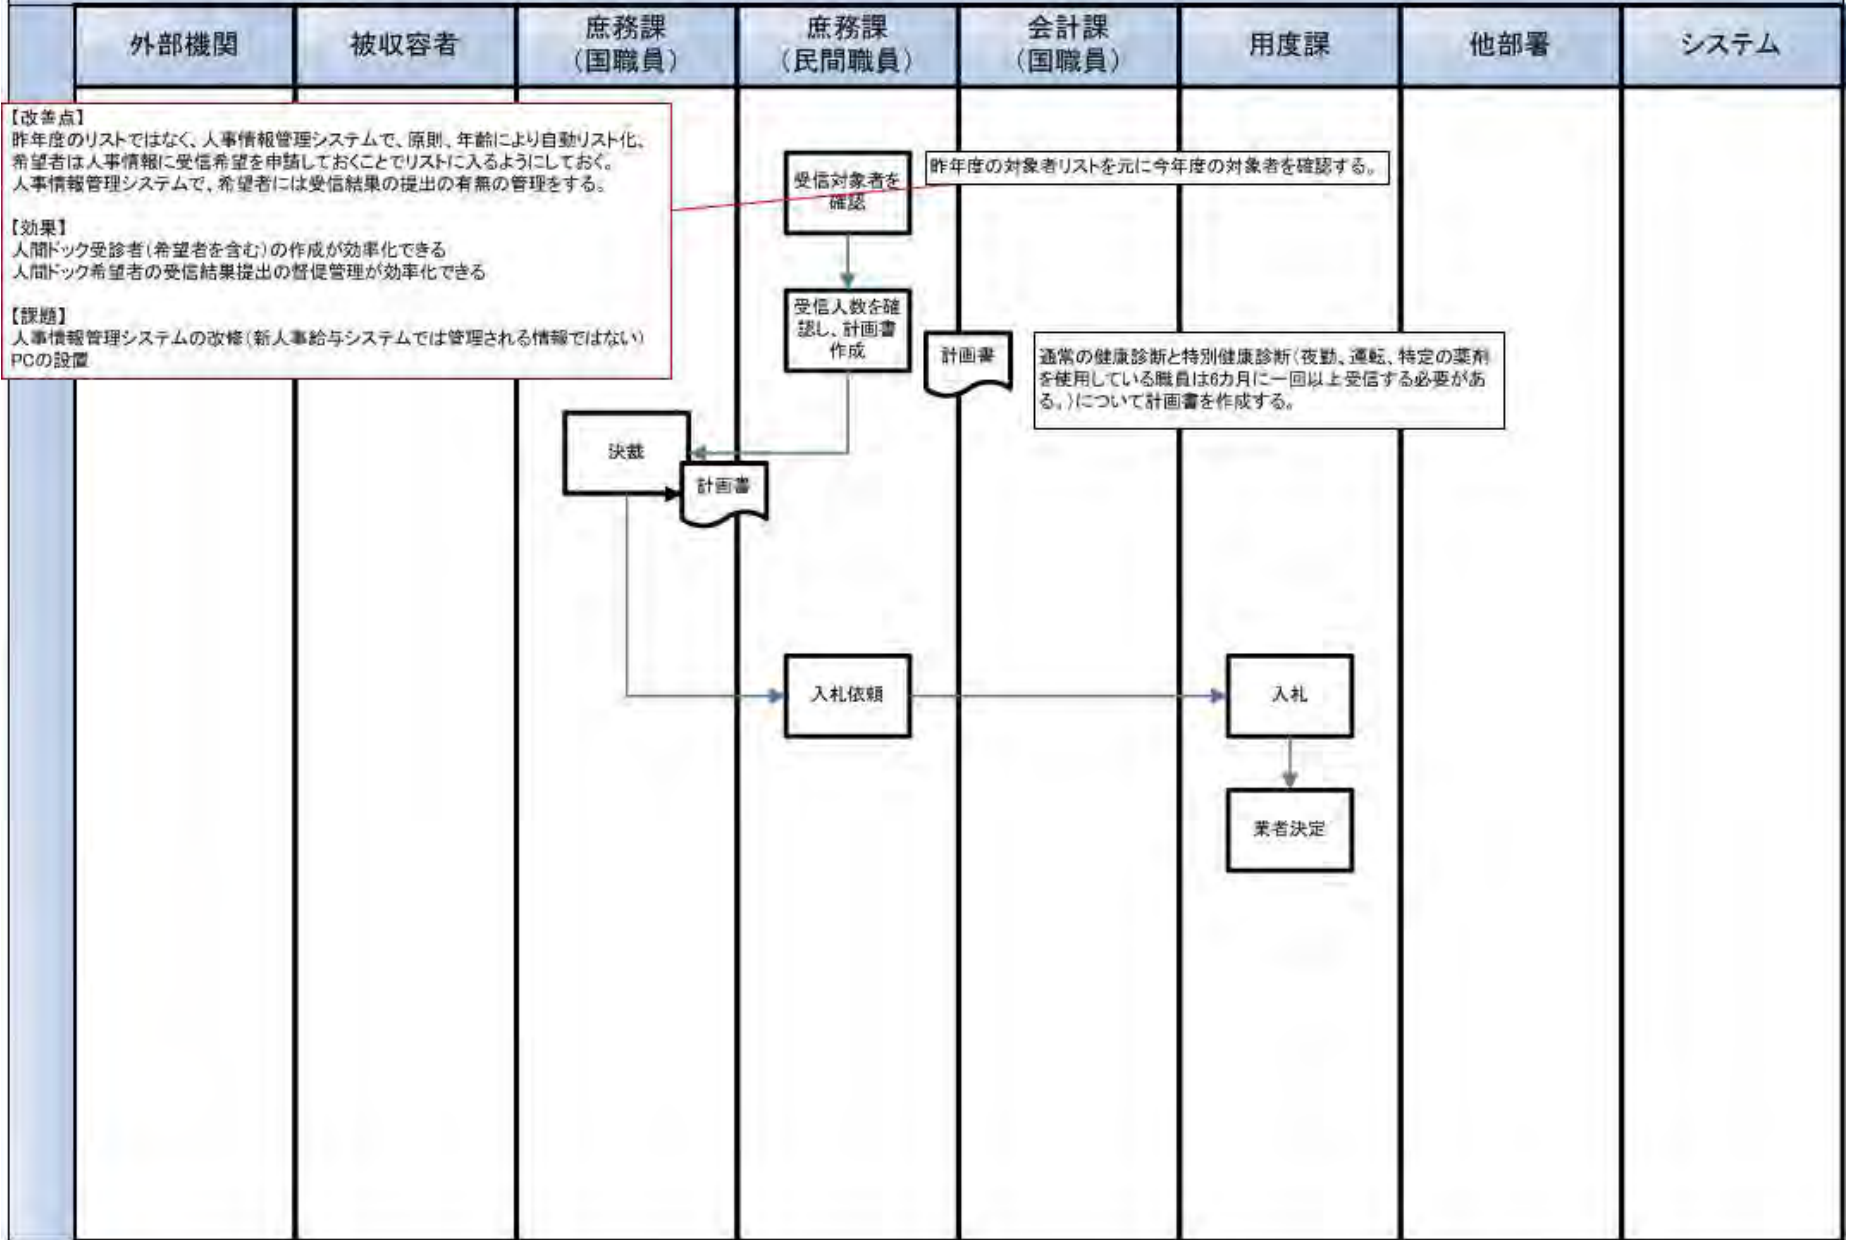 外部機関
被収容者
庶務課
（国職員）
庶務課
（民間職員）
会計課
（国職員）
用度課
他部署
システム
【改善点】
昨年度のリストではなく、人事情報管理システムで、原則、年齢により自動リスト化、
希望者は人事情報に受信希望を申請しておくことでリストに入るようにしておく。
人事情報管理システムで、希望者には受信結果の提出の有無の管理をする。
【効果】
人間ドック受診者（希望者を含む）の作成が効率化できる
人間ドック希望者の受信結果提出の督促管理が効率化できる
【課題】
人事情報管理システムの改修（新人事給与システムでは管理される情報ではない）
PCの設置
受信対象者を
確認
昨年度の対象者リストを元に今年度の対象者を確認する。
受信人数を確
認し、計画書
作成
計画書
通常の健康診断と特別健康診断（夜勤、運転、特定の薬剤
を使用している職員は6カ月に一回以上受信する必要があ
る。）について計画書を作成する。
決裁
計画書
入札依頼
入札
業者決定